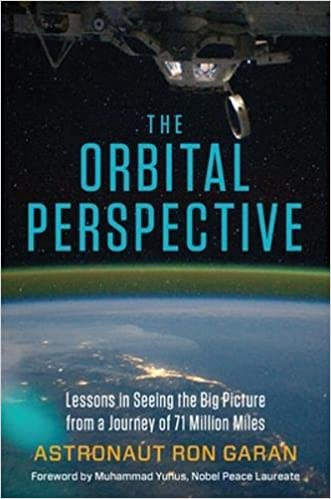 THE
ORBITAL
PERSPECTIVE
Lessons in Seeing the Big Picture
from a Journey of 71 Million Miles
ASTRONAUT RON GARAN
Foreword by Muhammad Yunus, Nobel Peace Laureate